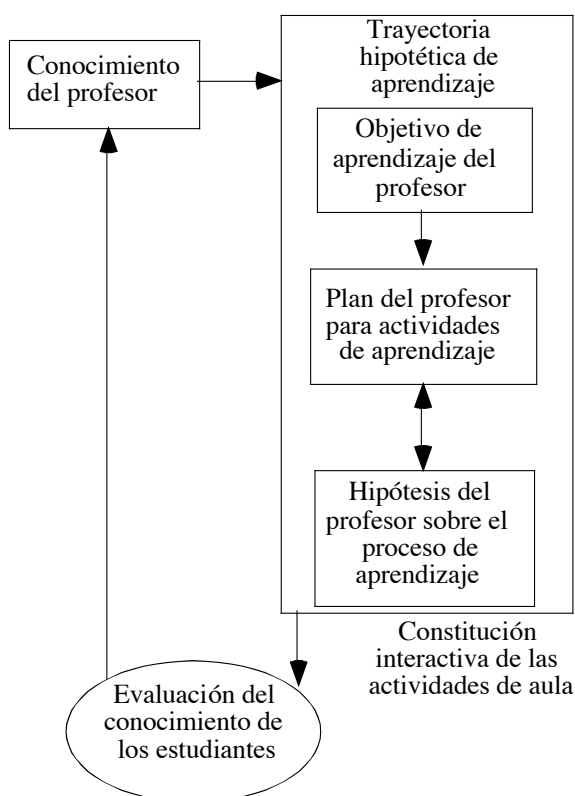 Conocimiento
del profesor
Trayectoria
hipotética de
aprendizaje
Objetivo de
aprendizaje del
profesor
Plan del profesor
para actividades
de aprendizaje
Hipótesis del
profesor sobre el
proceso de
aprendizaje
Constitución
interactiva de las
actividades de aula
Evaluación del
conocimiento de
los estudiantes